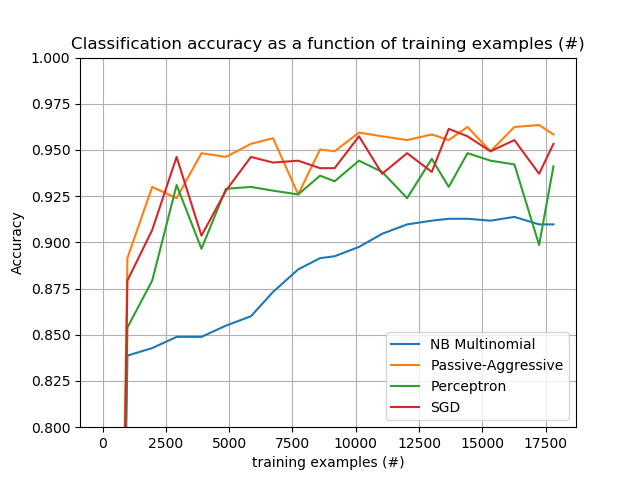 Classification accuracy as a function of training examples (#)
1.000
0.975
0.950
0.925
0.900
0.875
0.850
0.825
0.800
Accuracy
NB Multinomial
Passive-Aggressive
Perceptron
SGD
0 2500 5000 7500 10000 12500 15000 17500
training examples (#)